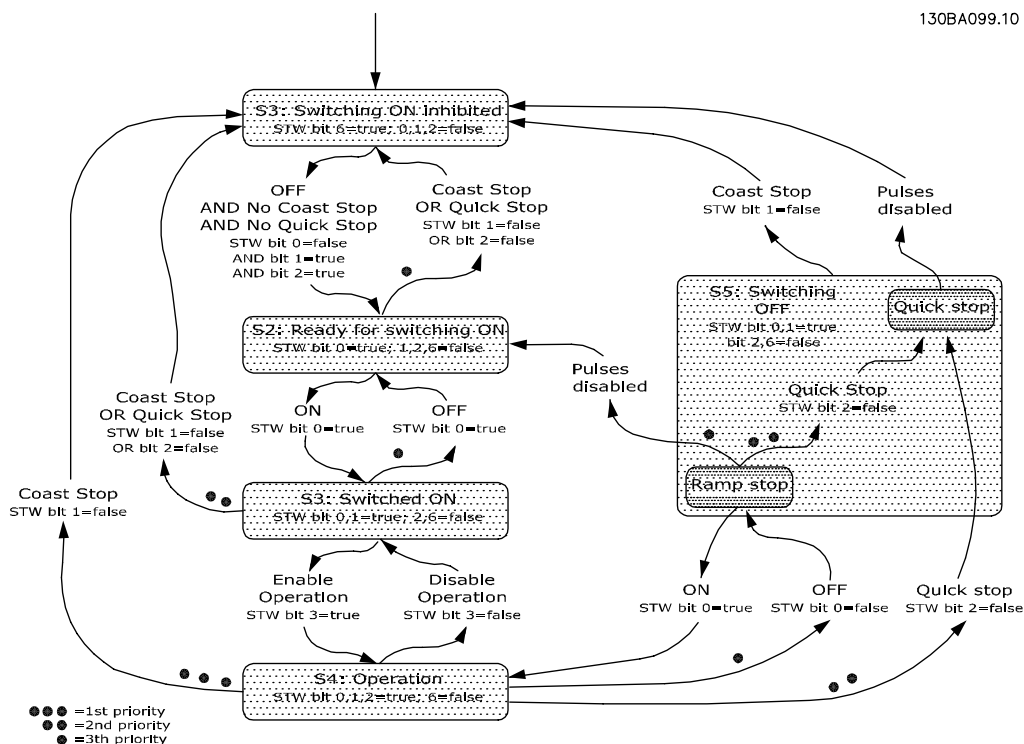 130BA099.10
S3: Switching ON Inhibited
STW bit 6=true; 0,1,2=false
OFF
AND No Coast Stop
AND No Quick Stop
STW bit 0=false
AND bit 1=true
AND bit 2=true
Coast Stop
OR Quick Stop
STW bit 1=false
OR bit 2=false
Coast Stop
STW bit 1=false
Pulses
disabled
S5: Switching
OFF
STW bit 0,1=true
bit 2,6=false
Quick stop
S2: Ready for switching ON
STW bit 0=true; 1,2,6=false
Pulses
disabled
Quick Stop
STW bit 2=false
Coast Stop
OR Quick Stop
STW bit 1=false
OR bit 2=false
ON
STW bit 0=true
OFF
STW bit 0=true
Ramp stop
Coast Stop
STW bit 1=false
S3: Switched ON
STW bit 0,1=true; 2,6=false
Enable
Operation
STW bit 3=true
Disable
Operation
STW bit 3=false
ON
STW bit 0=true
OFF
STW bit 0=false
Quick stop
STW bit 2=false
S4: Operation
STW bit 0,1,2=true; 6=false
=1st priority
=2nd priority
=3th priority